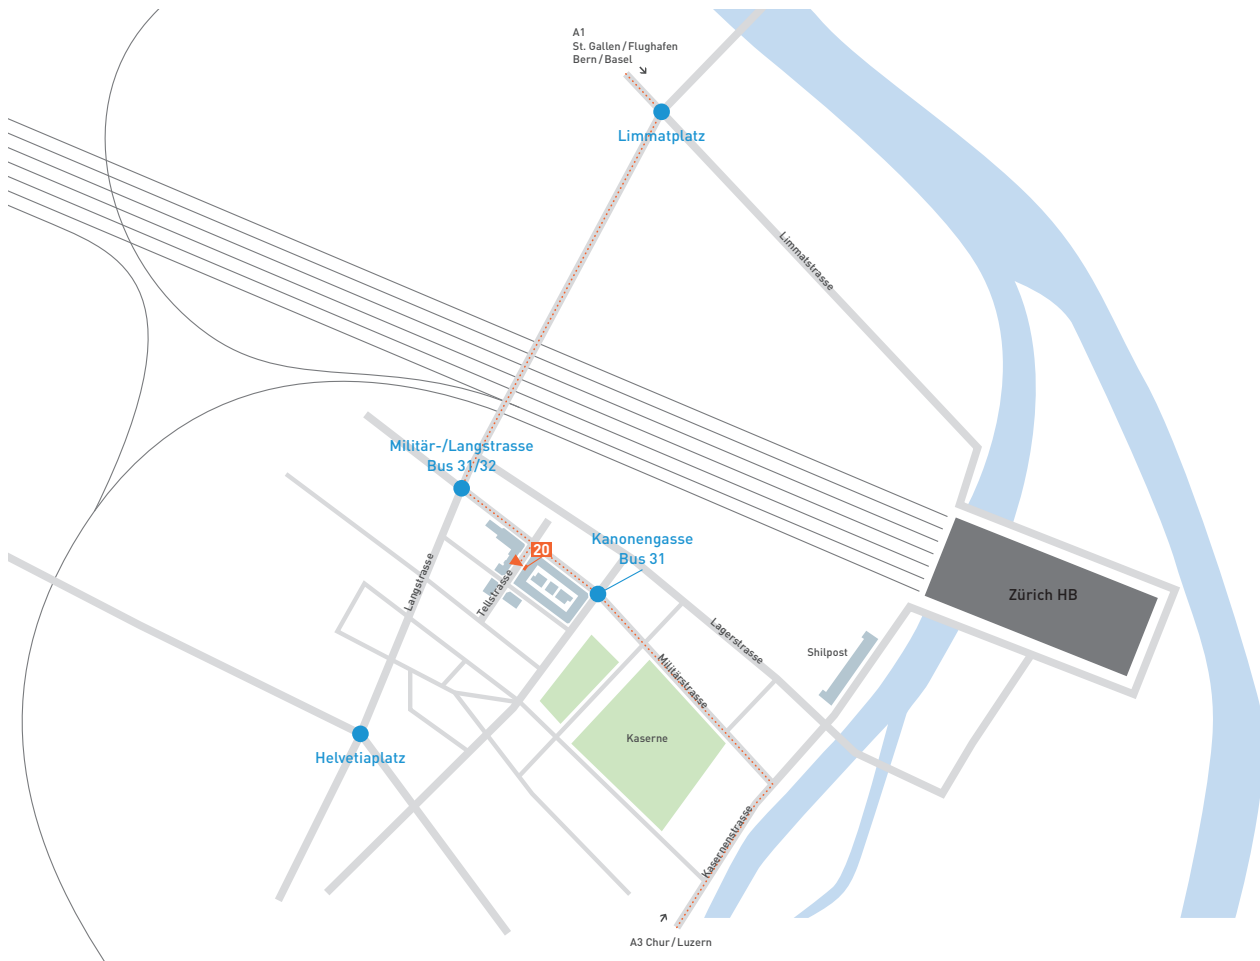 A1
St. Gallen / Flughafen
Bern / Basel
Limmatplatz
Limmatstrasse
Militär-/Langstrasse
Bus 31/32
Kanonengasse
Bus 31
20
Zürich HB
Langstrasse
Tellstrasse
Lagerstrasse
Shilpost
Militärstrasse
Kaserne
Helvetiaplatz
Kasernenstrasse
A3 Chur / Luzern